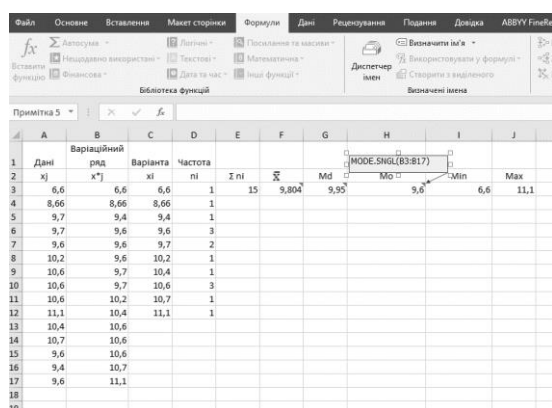 Файл Основне Вставлення Макет сторінки Формули Дані Рецензування Подання Довідка ABBYY FineRe
fx Σ Автосума Логічні Посилання та масиви Визначити ім'я
Вставити функцію Нещодавно використані Текстові Математична Диспетчер імен Використовувати у формулі
Фінансова Дата та час Інші функції Створити з виділеного
Бібліотека функцій Визначені імена
Примітка 5 fx
A B C D E F G H I J
1 Дані Варіаційний ряд Варіанта Частота MODE.SNGL(B3:B17)
2 xj x*j xi ni Σ ni X̅ Md Mo Min Max
3 6,6 6,6 6,6 1 15 9,804 9,95 9,6 6,6 11,1
4 8,66 8,66 8,66 1
5 9,7 9,4 9,4 1
6 9,7 9,6 9,6 3
7 9,6 9,6 9,7 2
8 10,2 9,6 10,2 1
9 10,6 9,7 10,4 1
10 10,6 9,7 10,6 3
11 10,6 10,2 10,7 1
12 11,1 10,4 11,1 1
13 10,4 10,6
14 10,7 10,6
15 9,6 10,6
16 9,4 10,7
17 9,6 11,1
18